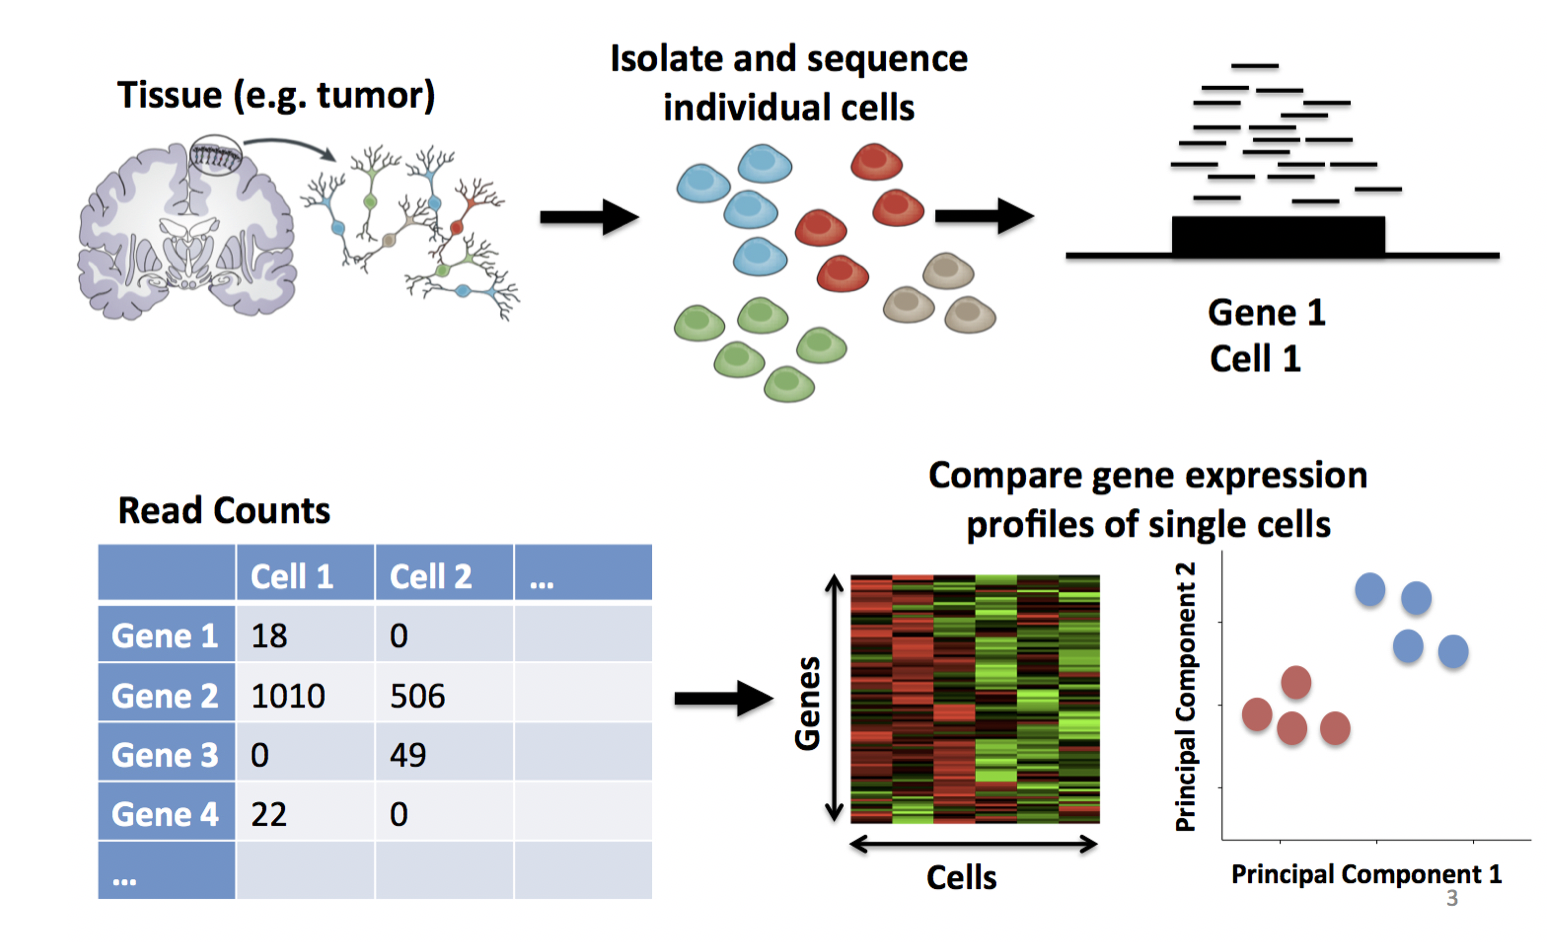 Tissue (e.g. tumor)
Isolate and sequence
individual cells
Gene 1
Cell 1
Read Counts
Cell 1 Cell 2 ...
Gene 1 18 0
Gene 2 1010 506
Gene 3 0 49
Gene 4 22 0
...
Compare gene expression
profiles of single cells
Genes
Cells
Principal Component 2
Principal Component 1
3